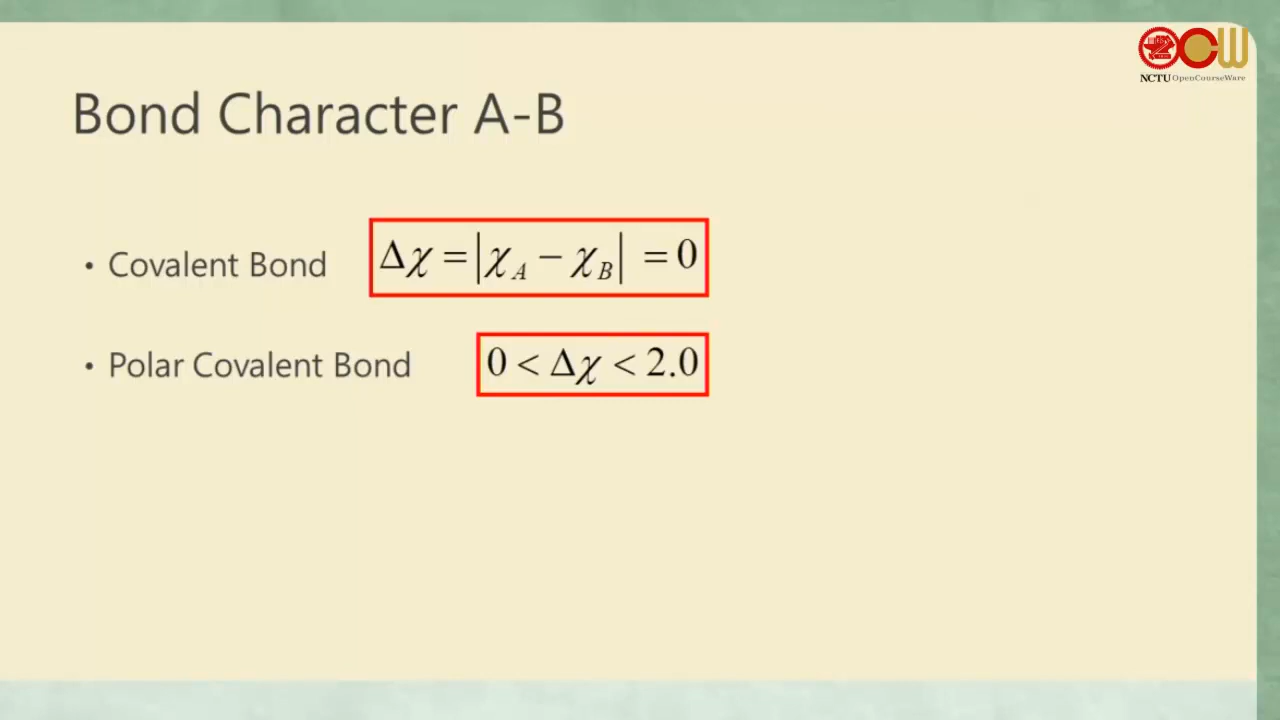 NCTU OpenCourseWare
Bond Character A-B
• Covalent Bond Δχ = |χ_A − χ_B| = 0
• Polar Covalent Bond 0 < Δχ < 2.0